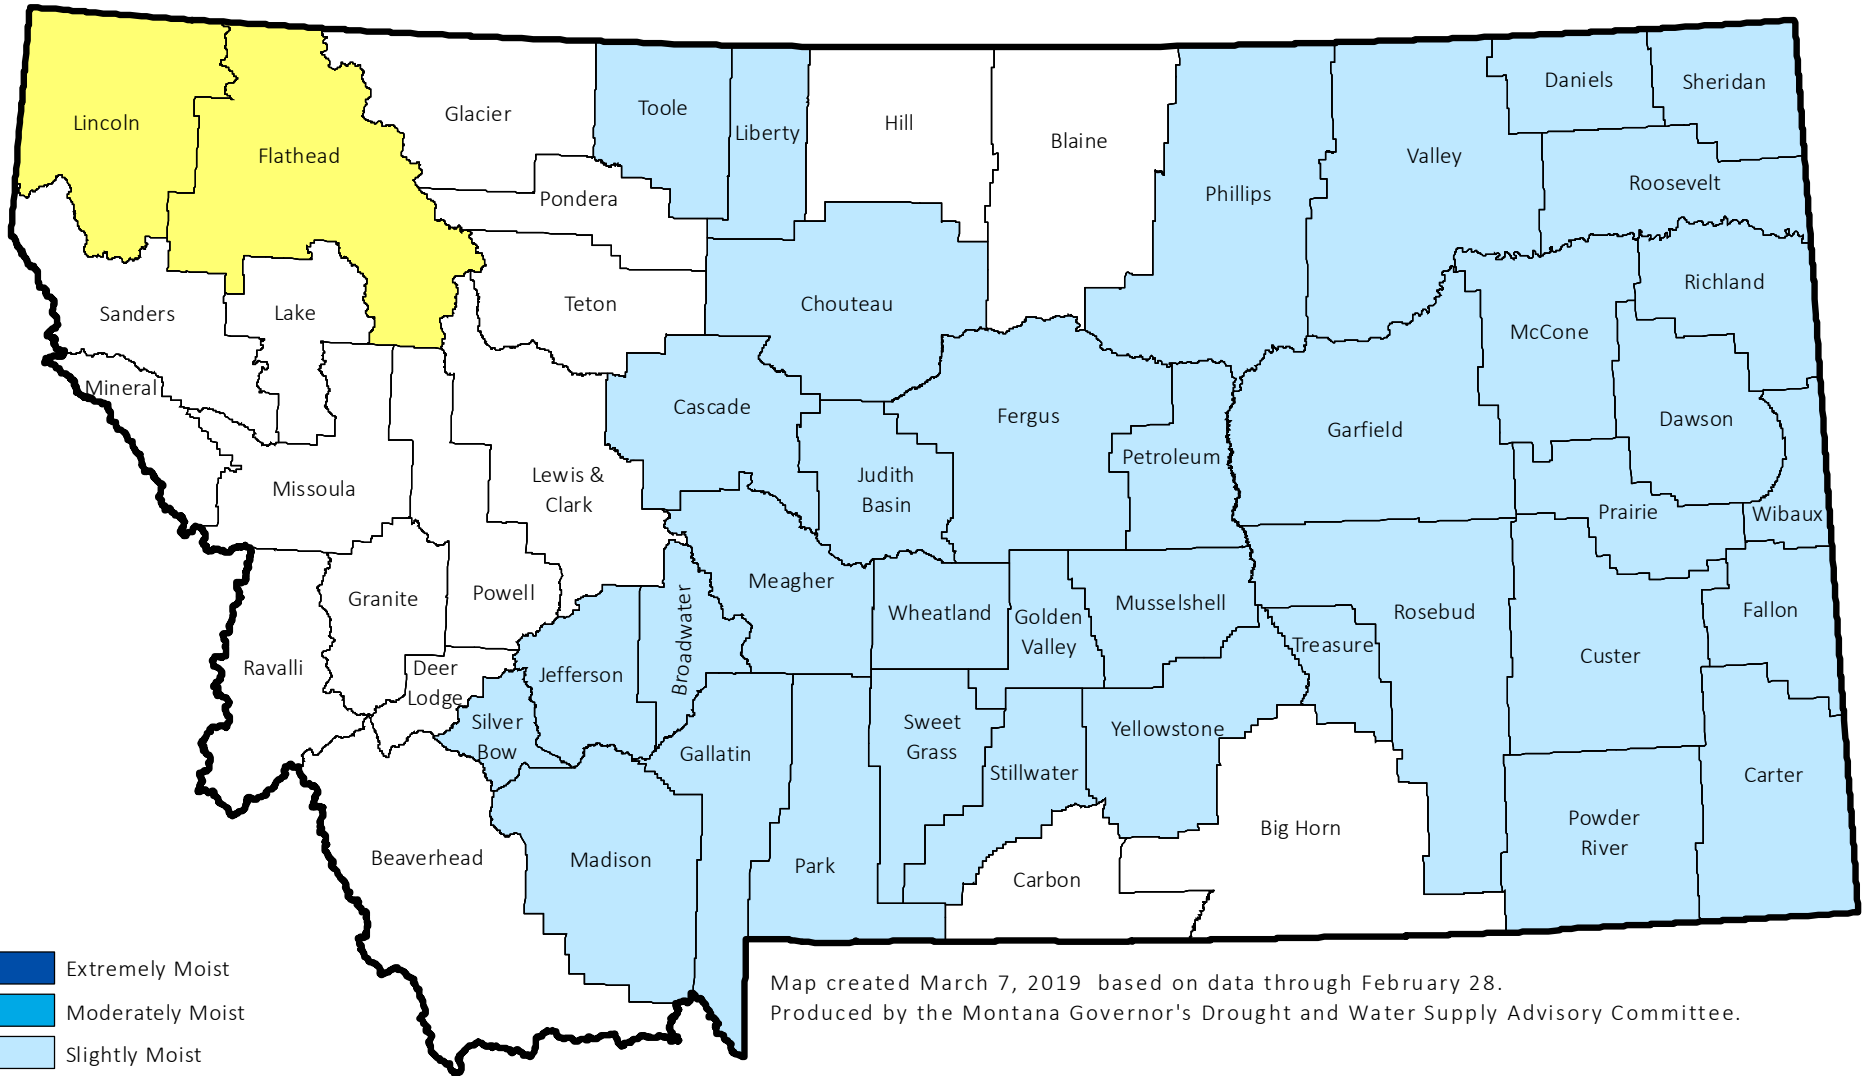 Lincoln
Flathead
Glacier
Toole
Liberty
Hill
Blaine
Phillips
Valley
Daniels
Sheridan
Roosevelt
Pondera
Sanders
Lake
Teton
Chouteau
McCone
Richland
Mineral
Missoula
Lewis &
Clark
Cascade
Judith
Basin
Fergus
Petroleum
Garfield
Dawson
Prairie
Wibaux
Ravalli
Granite
Powell
Deer
Lodge
Jefferson
Broadwater
Meagher
Wheatland
Golden
Valley
Musselshell
Treasure
Rosebud
Custer
Fallon
Silver
Bow
Gallatin
Sweet
Grass
Stillwater
Yellowstone
Beaverhead
Madison
Park
Carbon
Big Horn
Powder
River
Carter
Extremely Moist
Moderately Moist
Slightly Moist
Map created March 7, 2019 based on data through February 28.
Produced by the Montana Governor's Drought and Water Supply Advisory Committee.